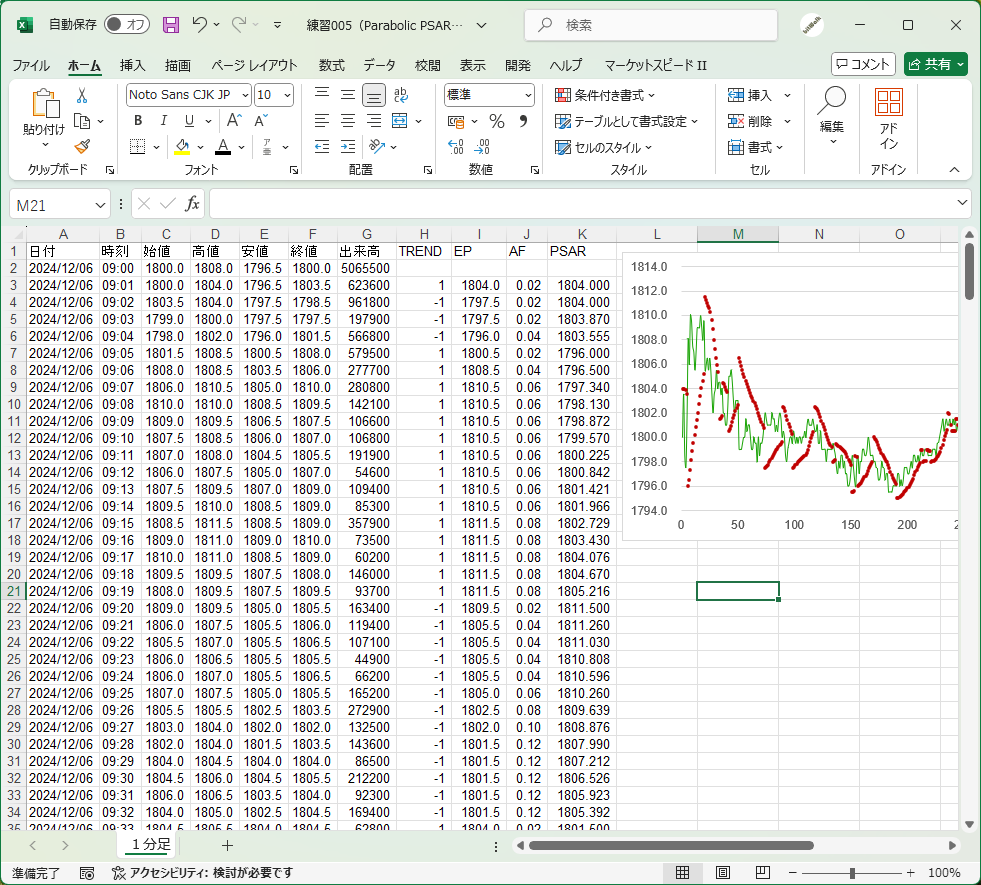 自動保存 オフ 練習005（Parabolic PSAR… 検索
ファイル ホーム 挿入 描画 ページ レイアウト 数式 データ 校閲 表示 開発 ヘルプ マーケットスピード II コメント 共有
貼り付け Noto Sans CJK JP 10 標準 条件付き書式 挿入 編集 アドイン
B I U A A ab % 9 テーブルとして書式設定 削除
A 亜 .00 .00 セルのスタイル 書式
クリップボード フォント 配置 数値 スタイル セル アドイン
M21 fx
A B C D E F G H I J K L M N O
1 日付 時刻 始値 高値 安値 終値 出来高 TREND EP AF PSAR
2 2024/12/06 09:00 1800.0 1808.0 1796.5 1800.0 5065500
3 2024/12/06 09:01 1800.0 1804.0 1796.5 1803.5 623600 1 1804.0 0.02 1804.000
4 2024/12/06 09:02 1803.5 1804.0 1797.5 1798.5 961800 -1 1797.5 0.02 1804.000
5 2024/12/06 09:03 1799.0 1800.0 1797.5 1797.5 197900 -1 1797.5 0.02 1803.870
6 2024/12/06 09:04 1798.0 1802.0 1796.0 1801.5 566800 -1 1796.0 0.04 1803.555
7 2024/12/06 09:05 1801.5 1808.5 1800.5 1808.0 579500 1 1800.5 0.02 1796.000
8 2024/12/06 09:06 1808.0 1808.5 1803.5 1806.0 277700 1 1808.5 0.04 1796.500
9 2024/12/06 09:07 1806.0 1810.5 1805.0 1810.0 280800 1 1810.5 0.06 1797.340
10 2024/12/06 09:08 1810.0 1810.0 1808.5 1809.5 142100 1 1810.5 0.06 1798.130
11 2024/12/06 09:09 1809.0 1809.5 1806.5 1807.5 106600 1 1810.5 0.06 1798.872
12 2024/12/06 09:10 1807.5 1808.5 1806.0 1807.0 106800 1 1810.5 0.06 1799.570
13 2024/12/06 09:11 1807.0 1808.0 1804.5 1805.5 191900 1 1810.5 0.06 1800.225
14 2024/12/06 09:12 1806.0 1807.5 1805.0 1807.0 54600 1 1810.5 0.06 1800.842
15 2024/12/06 09:13 1807.5 1809.5 1807.0 1809.0 109400 1 1810.5 0.06 1801.421
16 2024/12/06 09:14 1809.5 1810.0 1808.5 1809.0 85300 1 1810.5 0.06 1801.966
17 2024/12/06 09:15 1808.5 1811.5 1808.5 1809.0 357900 1 1811.5 0.08 1802.729
18 2024/12/06 09:16 1809.0 1811.0 1809.0 1810.0 73500 1 1811.5 0.08 1803.430
19 2024/12/06 09:17 1810.0 1811.0 1808.5 1809.0 60200 1 1811.5 0.08 1804.076
20 2024/12/06 09:18 1809.5 1809.5 1807.5 1808.0 146000 1 1811.5 0.08 1804.670
21 2024/12/06 09:19 1808.0 1809.5 1807.5 1809.5 93700 1 1811.5 0.08 1805.216
22 2024/12/06 09:20 1809.0 1809.5 1805.0 1805.5 163400 -1 1809.5 0.02 1811.500
23 2024/12/06 09:21 1806.0 1807.5 1805.5 1806.0 119400 -1 1805.5 0.04 1811.260
24 2024/12/06 09:22 1805.5 1807.0 1805.5 1806.5 107100 -1 1805.5 0.04 1811.030
25 2024/12/06 09:23 1806.0 1806.5 1805.5 1805.5 44900 -1 1805.5 0.04 1810.808
26 2024/12/06 09:24 1806.0 1807.0 1805.5 1806.5 66200 -1 1805.5 0.04 1810.596
27 2024/12/06 09:25 1807.0 1807.5 1805.0 1805.5 165200 -1 1805.0 0.06 1810.260
28 2024/12/06 09:26 1805.5 1805.5 1802.5 1803.5 272900 -1 1802.5 0.08 1809.639
29 2024/12/06 09:27 1803.0 1804.0 1802.0 1802.0 132500 -1 1802.0 0.10 1808.876
30 2024/12/06 09:28 1802.0 1804.0 1801.5 1803.5 143600 -1 1801.5 0.12 1807.990
31 2024/12/06 09:29 1804.0 1804.5 1804.0 1804.0 86500 -1 1801.5 0.12 1807.212
32 2024/12/06 09:30 1804.5 1806.0 1804.5 1805.5 212200 -1 1801.5 0.12 1806.526
33 2024/12/06 09:31 1806.0 1806.5 1803.5 1804.0 92300 -1 1801.5 0.12 1805.923
34 2024/12/06 09:32 1804.0 1805.0 1802.5 1804.5 169400 -1 1801.5 0.12 1805.392
35 2024/12/06 09:33 1804.5 1806.5 1804.0 1804.5 62800 1 1804.0 0.02 1801.500
1814.0
1812.0
1810.0
1808.0
1806.0
1804.0
1802.0
1800.0
1798.0
1796.0
1794.0
0 50 100 150 200
1分足
準備完了 アクセシビリティ: 検討が必要です 100%